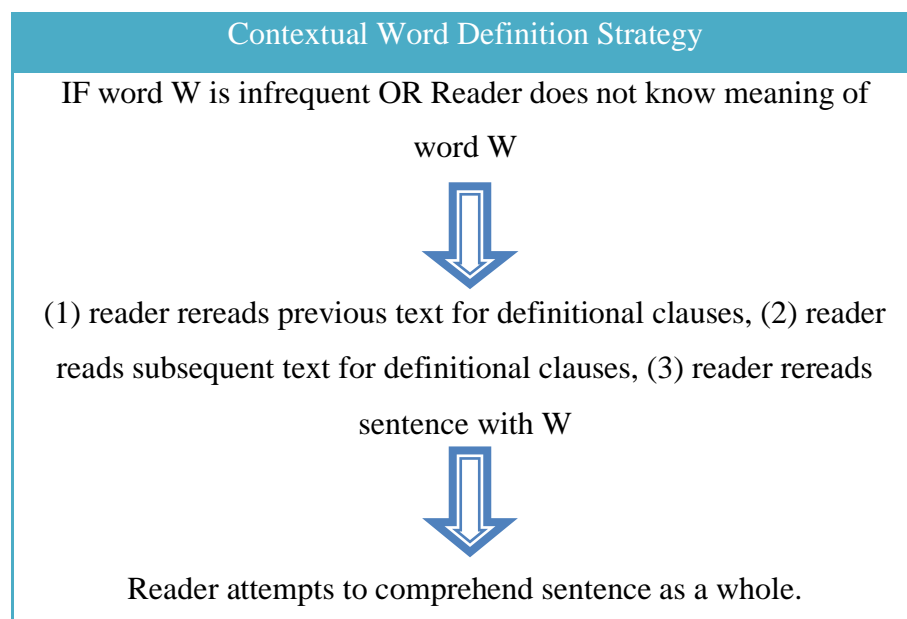 Contextual Word Definition Strategy
IF word W is infrequent OR Reader does not know meaning of
word W
(1) reader rereads previous text for definitional clauses, (2) reader
reads subsequent text for definitional clauses, (3) reader rereads
sentence with W
Reader attempts to comprehend sentence as a whole.